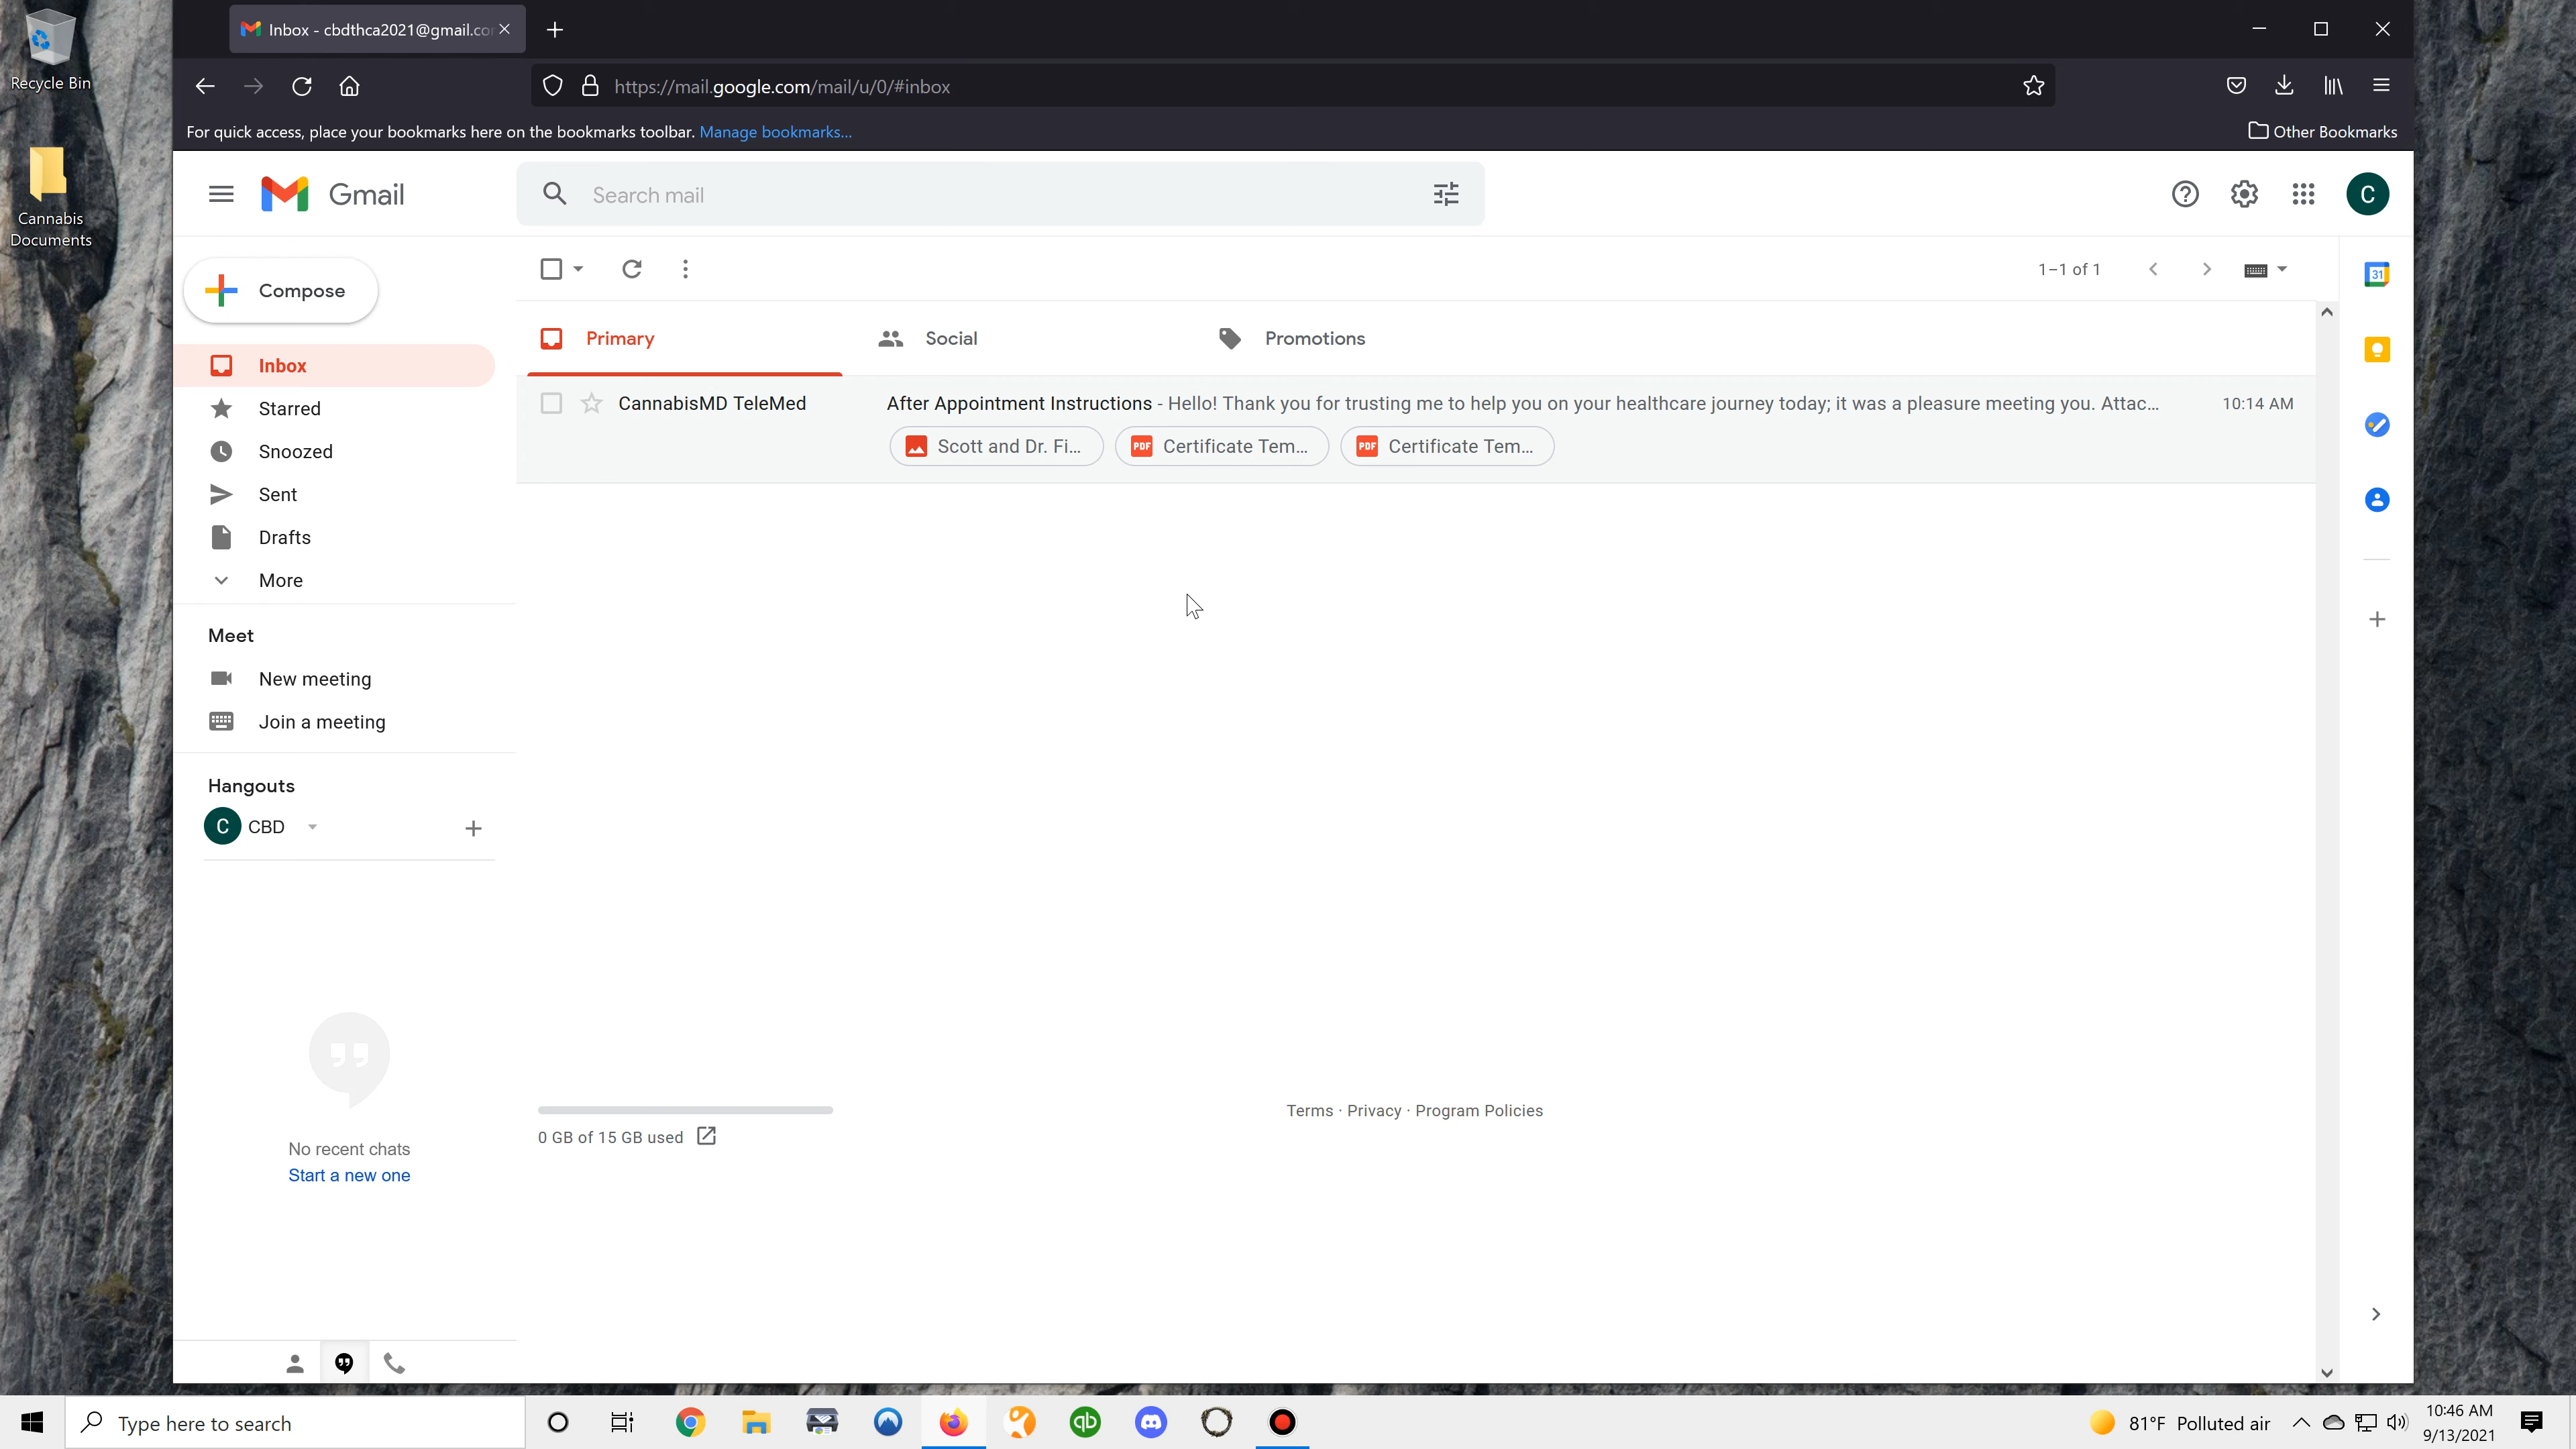 Recycle Bin
Cannabis
Documents
Inbox - cbdthca2021@gmail.co
https://mail.google.com/mail/u/0/#inbox
For quick access, place your bookmarks here on the bookmarks toolbar. Manage bookmarks...
Other Bookmarks
Gmail
Search mail
C
Compose
1–1 of 1
31
Inbox
Starred
Snoozed
Sent
Drafts
More
Primary
Social
Promotions
CannabisMD TeleMed
After Appointment Instructions - Hello! Thank you for trusting me to help you on your healthcare journey today; it was a pleasure meeting you. Attac...
10:14 AM
Scott and Dr. Fi...
PDF Certificate Tem...
PDF Certificate Tem...
Meet
New meeting
Join a meeting
Hangouts
C CBD
No recent chats
Start a new one
0 GB of 15 GB used
Terms · Privacy · Program Policies
Type here to search
qb
81°F Polluted air
10:46 AM
9/13/2021